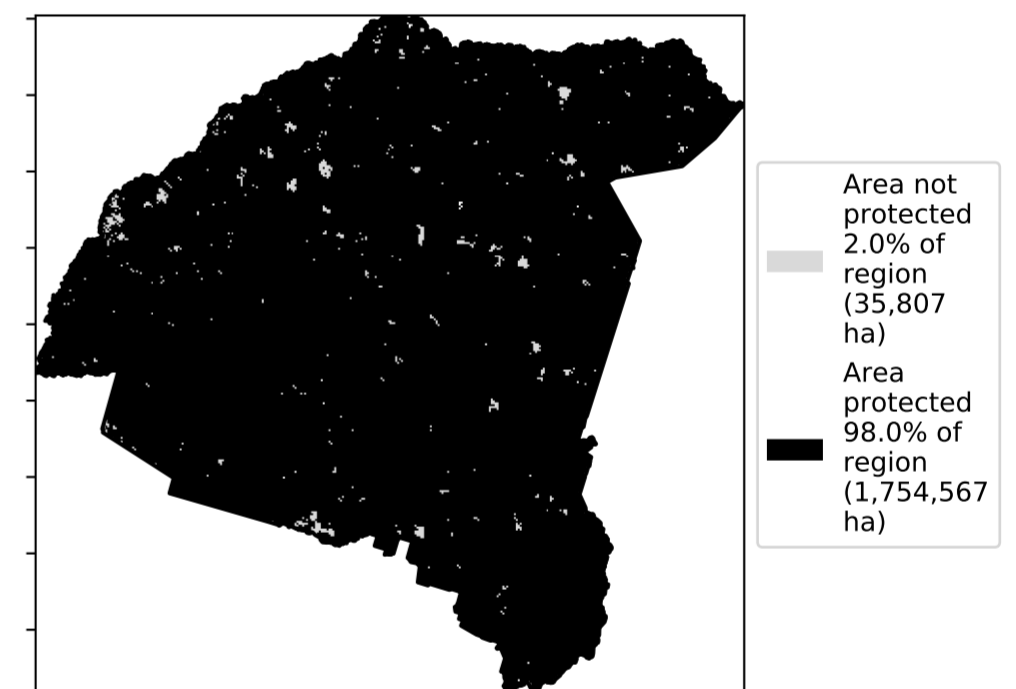 Area not
protected
2.0% of
region
(35,807
ha)
Area
protected
98.0% of
region
(1,754,567
ha)